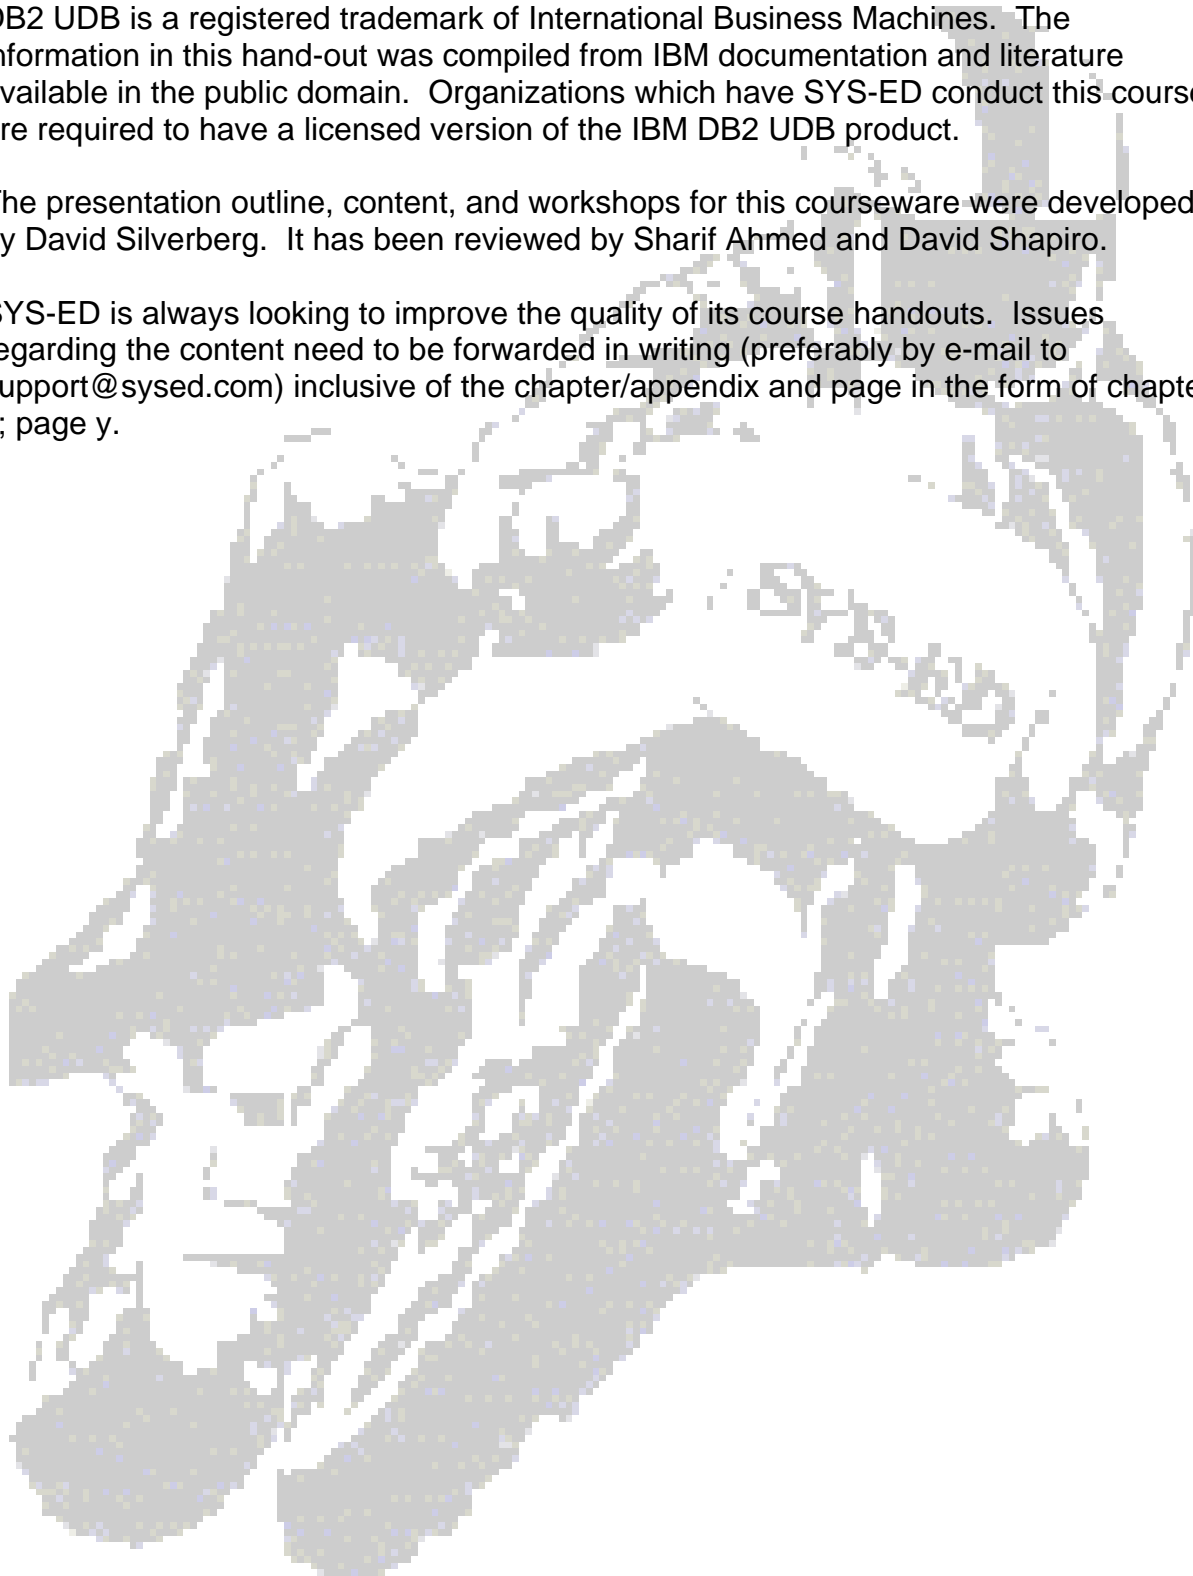 DB2 UDB is a registered trademark of International Business Machines. The
nformation in this hand-out was compiled from IBM documentation and literature
vailable in the public domain. Organizations which have SYS-ED conduct this course
re required to have a licensed version of the IBM DB2 UDB product.
The presentation outline, content, and workshops for this courseware were developed
y David Silverberg. It has been reviewed by Sharif Ahmed and David Shapiro.
SYS-ED is always looking to improve the quality of its course handouts. Issues
egarding the content need to be forwarded in writing (preferably by e-mail to
upport@sysed.com) inclusive of the chapter/appendix and page in the form of chapte
; page y.
SYS-ED